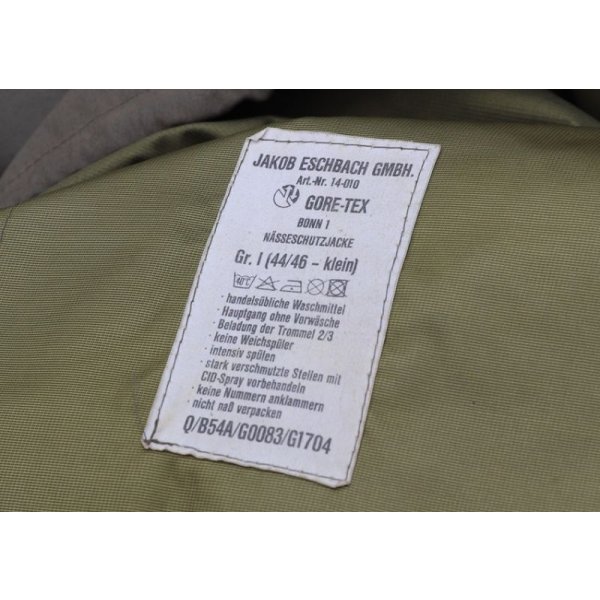 JAKOB ESCHBACH GMBH.
Art.-Nr. 14-010
GORE-TEX
BONN 1
NÄSSESCHUTZJACKE
Gr. I (44/46 – klein)
40°C
· handelsübliche Waschmittel
· Hauptgang ohne Vorwäsche
· Beladung der Trommel 2/3
· keine Weichspüler
· intensiv spülen
· stark verschmutzte Stellen mit
CID-Spray vorbehandeln
· keine Nummern anklammern
· nicht naß verpacken
Q/B54A/G0083/G1704